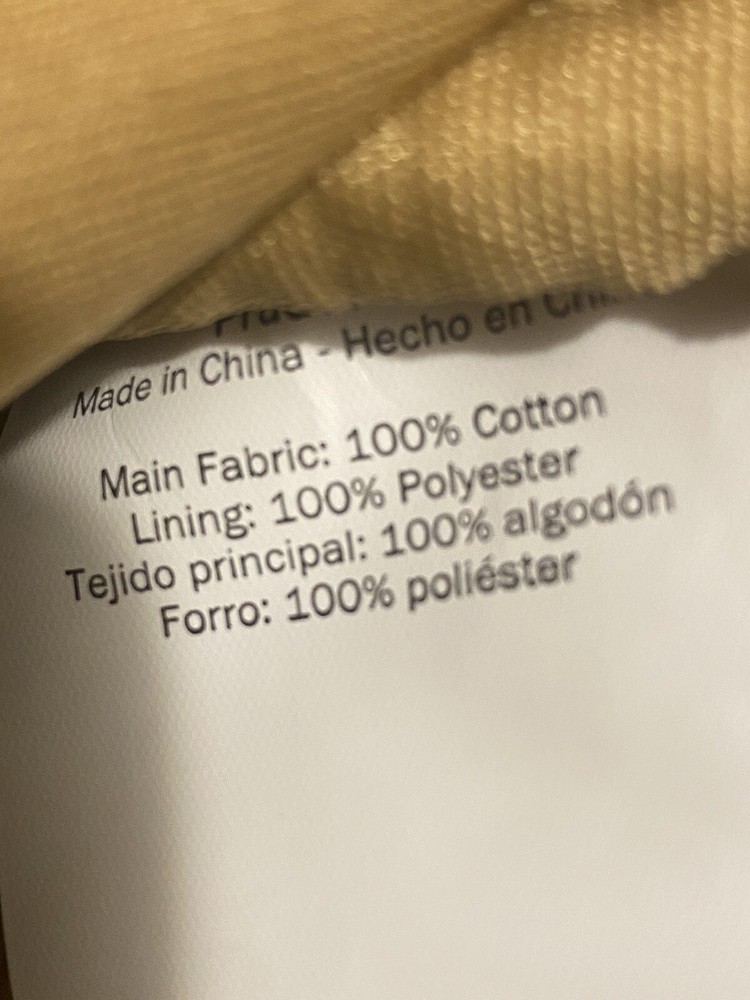 Made in China - Hecho en
Main Fabric: 100% Cotton
Lining: 100% Polyester
Tejido principal: 100% algodón
Forro: 100% poliéster